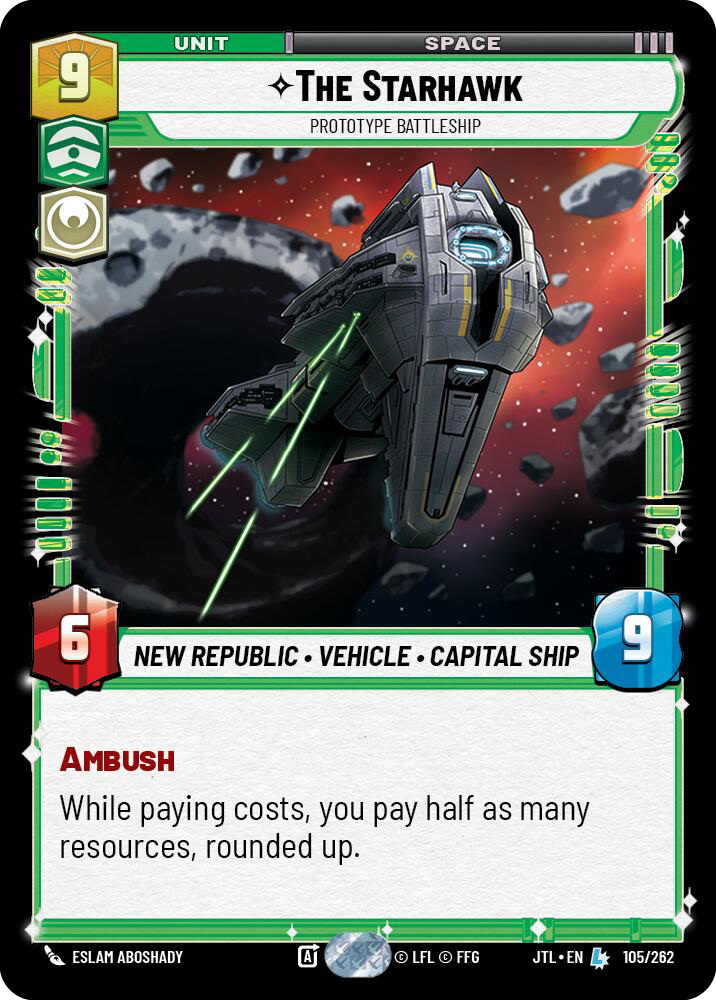 UNIT
SPACE
9
✧THE STARHAWK
PROTOTYPE BATTLESHIP
6
NEW REPUBLIC • VEHICLE • CAPITAL SHIP
9
AMBUSH
While paying costs, you pay half as many
resources, rounded up.
ESLAM ABOSHADY
A
© LFL © FFG
JTL • EN
L
105/262